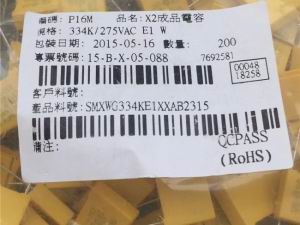 編碼: P16M 品名: X2成品電容
規格: 334K/275VAC E1 W
包裝日期: 2015-05-16 數量: 200
專票號碼: 15-B-X-05-088 7692581
00048
18258
客戶料號:
產品料號: SMXWG334KE1XXAB2315
備注:
QCPASS
(RoHS)